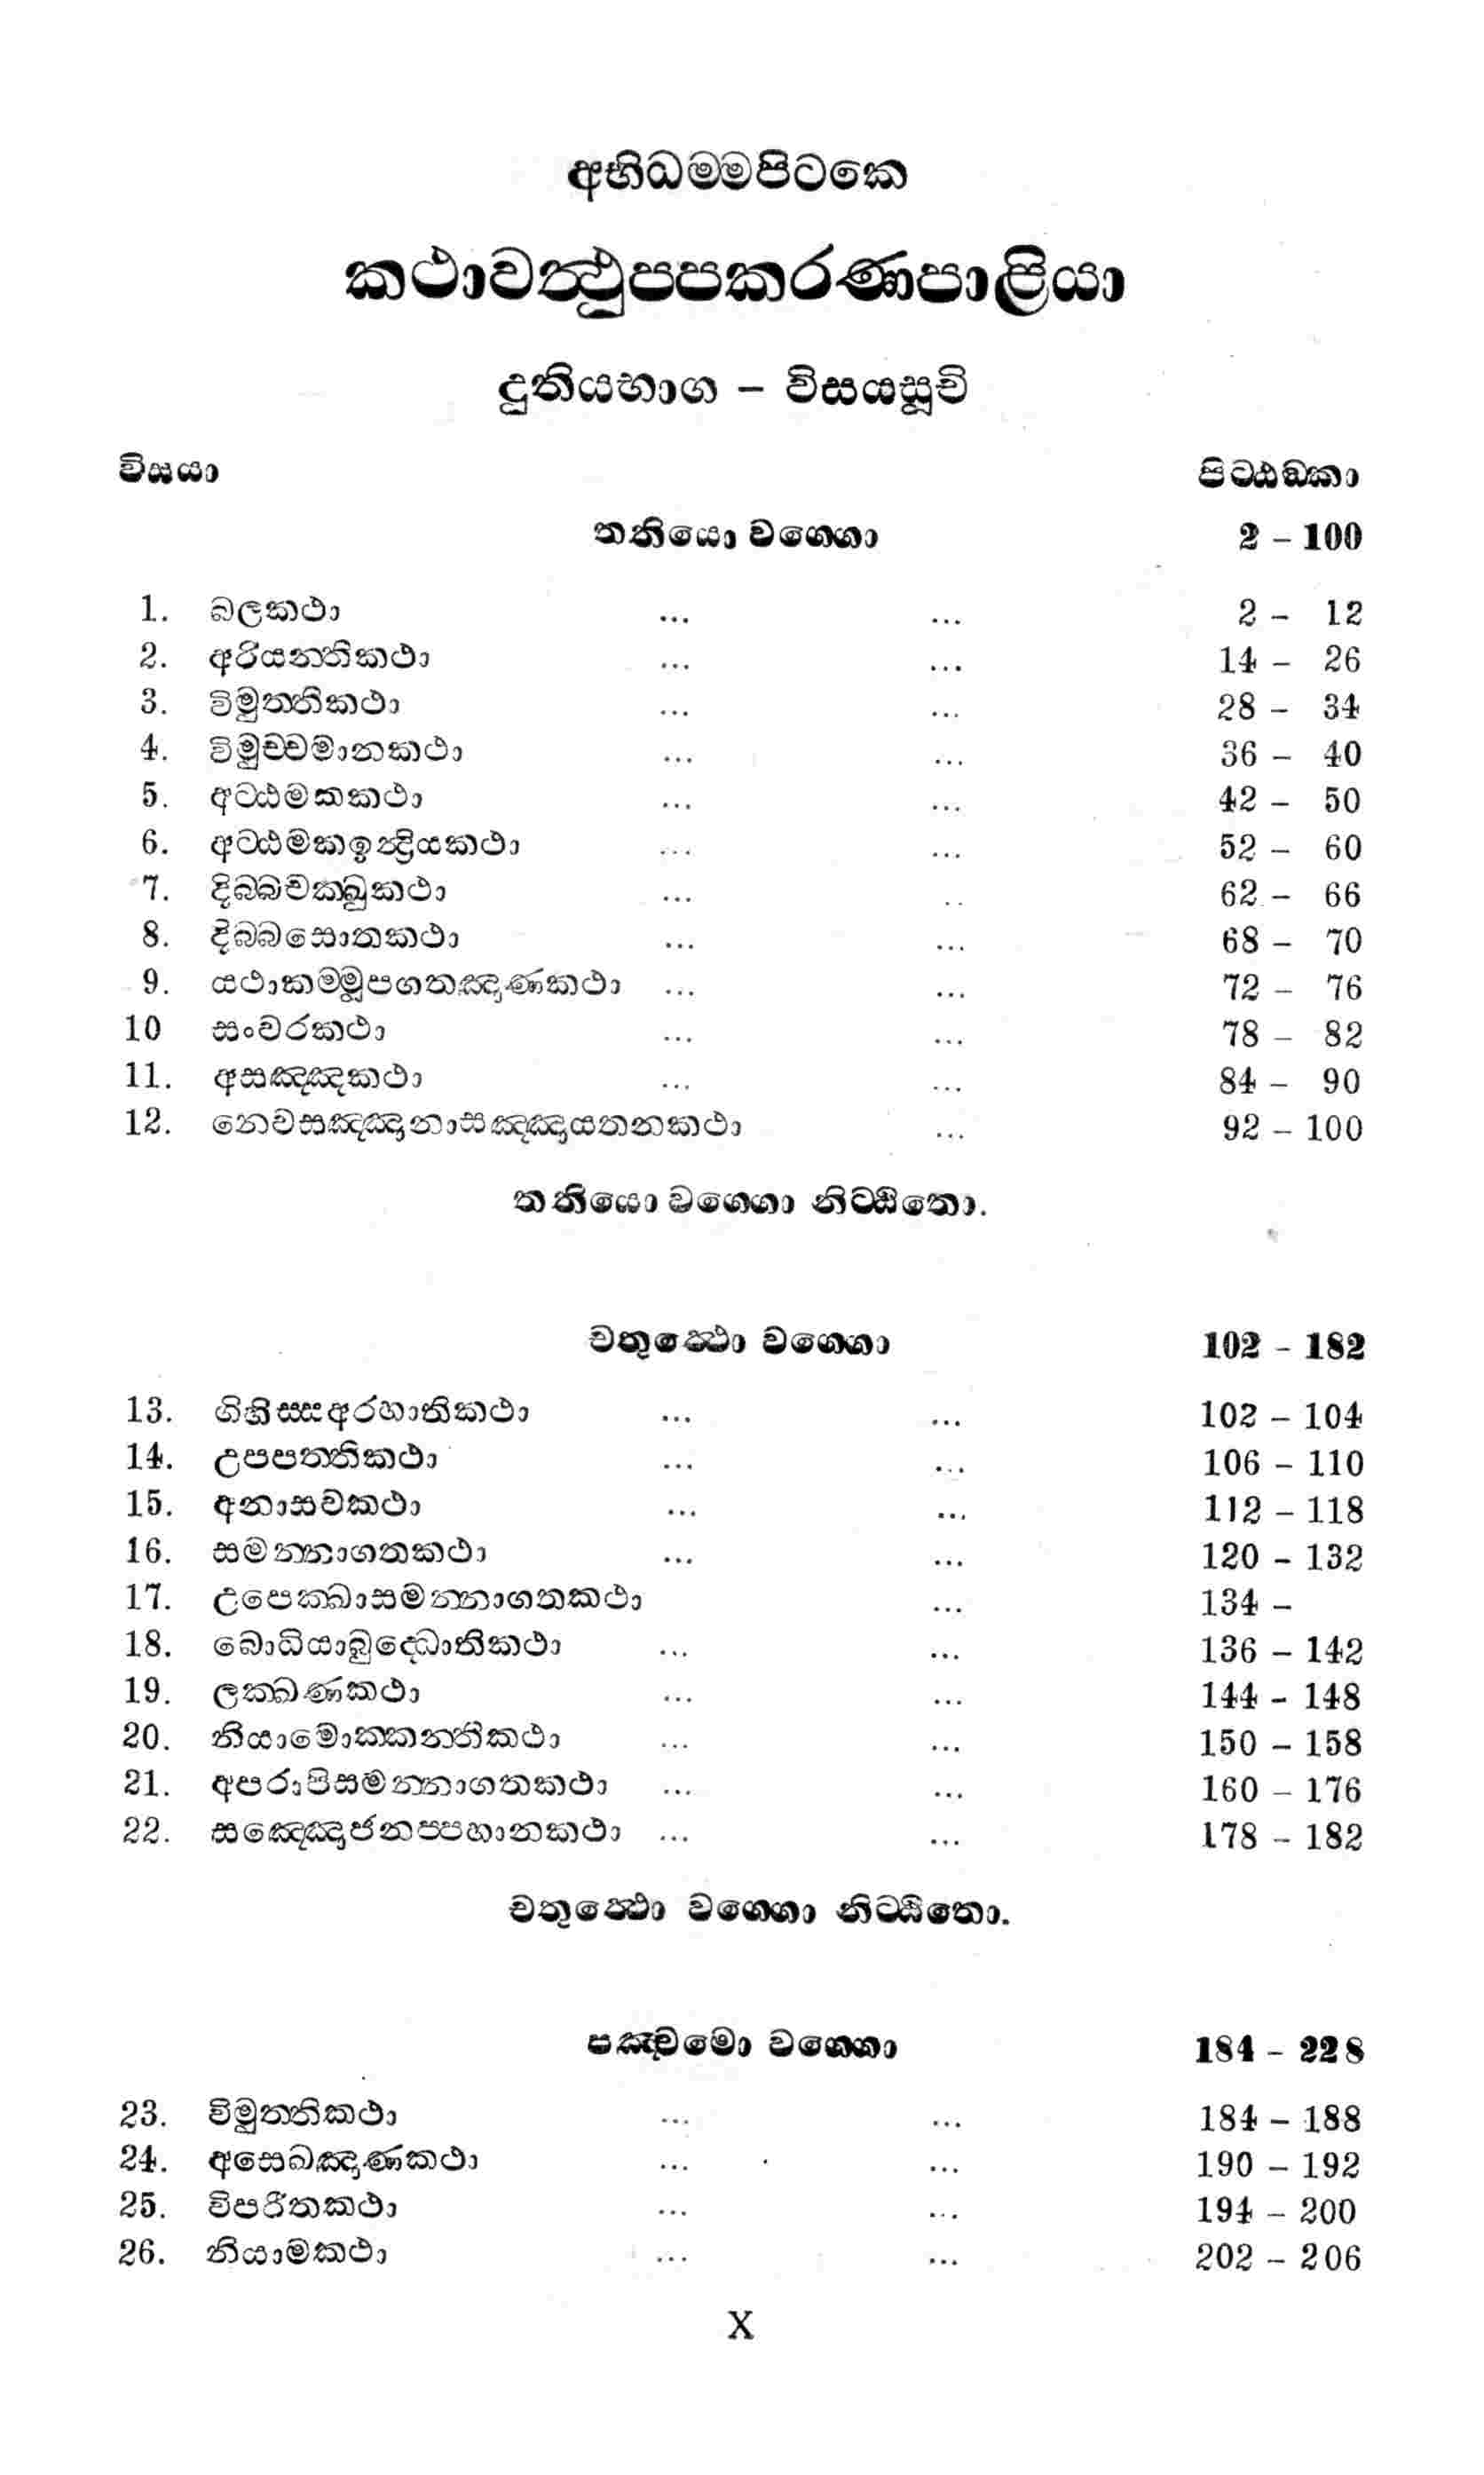 අභිධම්මපිටකෙ
කථාවත්ථුප්පකරණපාළියා
දුතියභාග – විසයසූචි
විසයා පිට්ඨඞ්කා
තතියො වග්ගො 2 – 100
1. බලකථා ... ... 2 – 12
2. අරියන්තිකථා ... ... 14 – 26
3. විමුත්තිකථා ... ... 28 – 34
4. විමුච්චමානකථා ... ... 36 – 40
5. අට්ඨමකකථා ... ... 42 – 50
6. අට්ඨමකඉන්ද්‍රියකථා ... ... 52 – 60
7. දිබ්බචක්ඛුකථා ... .. 62 – 66
8. දිබ්බසොතකථා ... ... 68 – 70
9. යථාකම්මූපගතඤාණකථා ... ... 72 – 76
10 සංවරකථා ... ... 78 – 82
11. අසඤ්ඤකථා ... ... 84 – 90
12. නෙවසඤ්ඤානාසඤ්ඤායතනකථා ... 92 – 100
තතියො වග්ගො නිට්ඨිතො.
චතුත්ථො වග්ගො 102 – 182
13. ගිහිස්සඅරහාතිකථා ... ... 102 – 104
14. උපපත්තිකථා ... ... 106 – 110
15. අනාසවකථා ... ... 112 – 118
16. සමන්නාගතකථා ... ... 120 – 132
17. උපෙක්ඛාසමන්නාගතකථා ... 134 –
18. බොධියාබුද්ධොතිකථා ... ... 136 – 142
19. ලක්ඛණකථා ... ... 144 – 148
20. නියාමොක්කන්තිකථා ... ... 150 – 158
21. අපරාපිසමන්නාගතකථා ... ... 160 – 176
22. සඤ්ඤොජනප්පහානකථා ... ... 178 – 182
චතුත්ථො වග්ගො නිට්ඨිතො.
පඤ්චමො වග්ගො 184 – 228
23. විමුත්තිකථා ... ... 184 – 188
24. අසෙඛඤාණකථා ... ... 190 – 192
25. විපරීතකථා ... ... 194 – 200
26. නියාමකථා ... ... 202 – 206
X